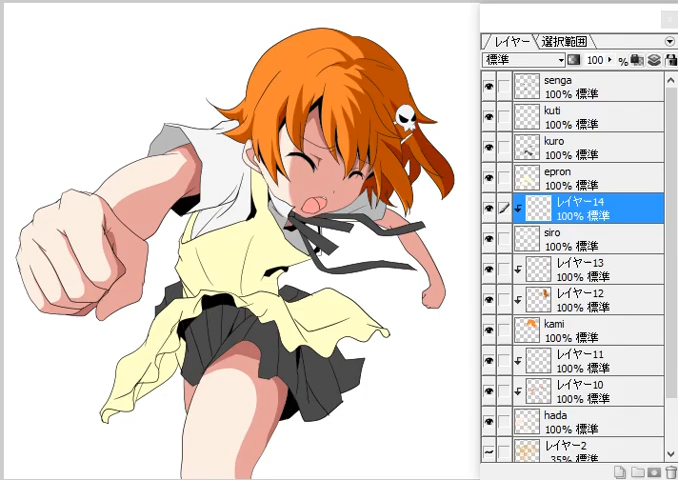 レイヤー 選択範囲
標準 100 %
senga
100% 標準
kuti
100% 標準
kuro
100% 標準
epron
100% 標準
レイヤー14
100% 標準
siro
100% 標準
レイヤー13
100% 標準
レイヤー12
100% 標準
kami
100% 標準
レイヤー11
100% 標準
レイヤー10
100% 標準
hada
100% 標準
レイヤー2
35% 標準